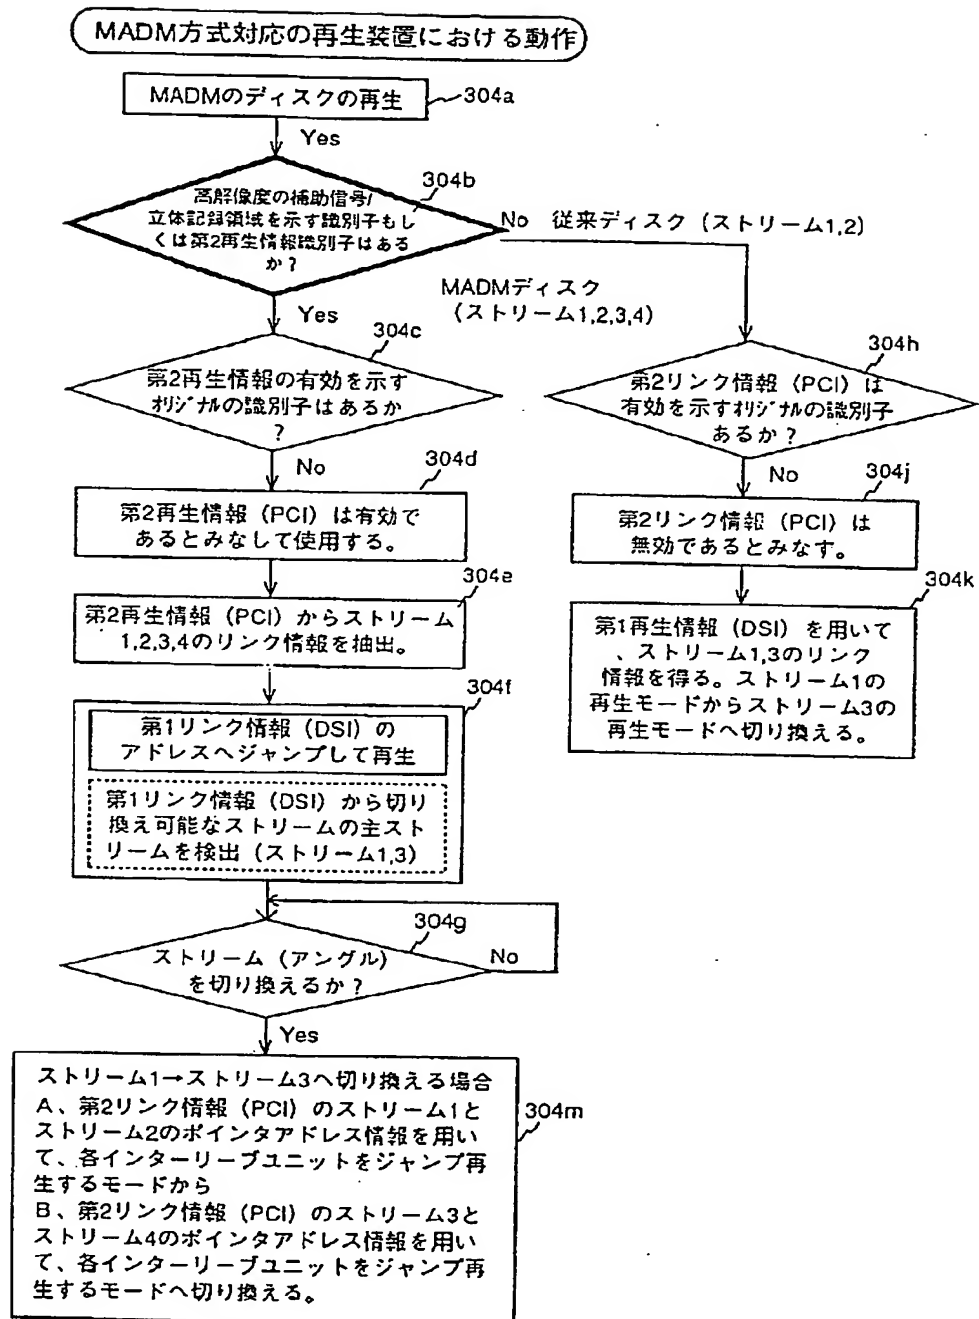 MADM方式対応の再生装置における動作
MADMのディスクの再生
304a
Yes
高解像度の補助信号/
立体記録領域を示す識別子もし
くは第2再生情報識別子はある
か？
304b
No 従来ディスク（ストリーム1,2）
MADMディスク
（ストリーム1,2,3,4）
Yes
304c
第2再生情報の有効を示す
ｵﾘｼﾞﾅﾙの識別子はあるか
？
No
304d
第2再生情報（PCI）は有効で
あるとみなして使用する。
304e
第2再生情報（PCI）からストリーム
1,2,3,4のリンク情報を抽出。
304f
第1リンク情報（DSI）の
アドレスへジャンプして再生
第1リンク情報（DSI）から切り
換え可能なストリームの主スト
リームを検出（ストリーム1,3）
304g
ストリーム（アングル）
を切り換えるか？
No
Yes
ストリーム1→ストリーム3へ切り換える場合
A、第2リンク情報（PCI）のストリーム1と
ストリーム2のポインタアドレス情報を用い
て、各インターリーブユニットをジャンプ再
生するモードから
B、第2リンク情報（PCI）のストリーム3と
ストリーム4のポインタアドレス情報を用い
て、各インターリーブユニットをジャンプ再
生するモードへ切り換える。
304m
304h
第2リンク情報（PCI）は
有効を示すｵﾘｼﾞﾅﾙの識別子
あるか？
No
304j
第2リンク情報（PCI）は
無効であるとみなす。
304k
第1再生情報（DSI）を用いて
、ストリーム1,3のリンク
情報を得る。ストリーム1の
再生モードからストリーム3の
再生モードへ切り換える。